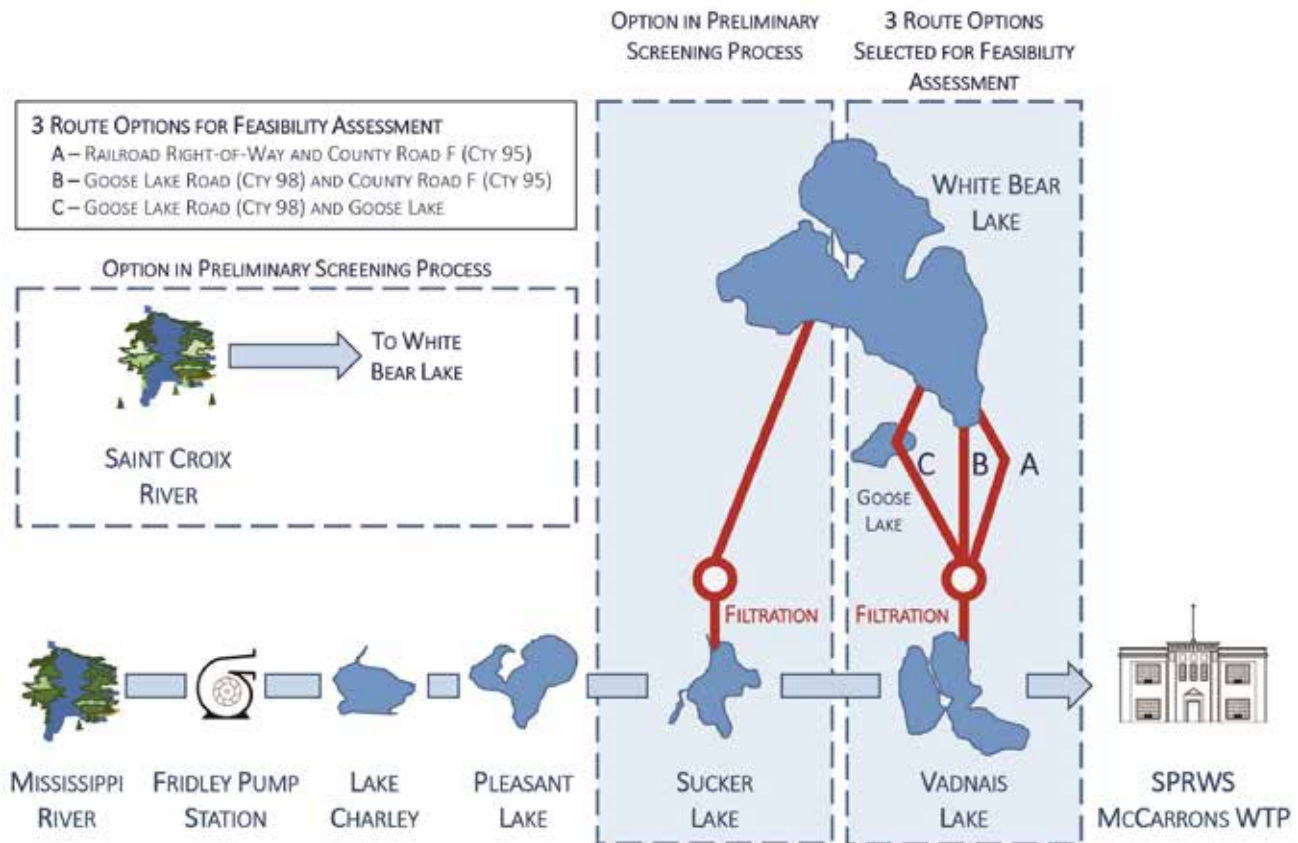 OPTION IN PRELIMINARY
SCREENING PROCESS
3 ROUTE OPTIONS
SELECTED FOR FEASIBILITY
ASSESSMENT
3 ROUTE OPTIONS FOR FEASIBILITY ASSESSMENT
A – RAILROAD RIGHT-OF-WAY AND COUNTY ROAD F (CTY 95)
B – GOOSE LAKE ROAD (CTY 98) AND COUNTY ROAD F (CTY 95)
C – GOOSE LAKE ROAD (CTY 98) AND GOOSE LAKE
OPTION IN PRELIMINARY SCREENING PROCESS
TO WHITE
BEAR LAKE
SAINT CROIX
RIVER
WHITE BEAR
LAKE
C
B
A
GOOSE
LAKE
FILTRATION
FILTRATION
MISSISSIPPI
RIVER
FRIDLEY PUMP
STATION
LAKE
CHARLEY
PLEASANT
LAKE
SUCKER
LAKE
VADNAIS
LAKE
SPRWS
MCCARRONS WTP